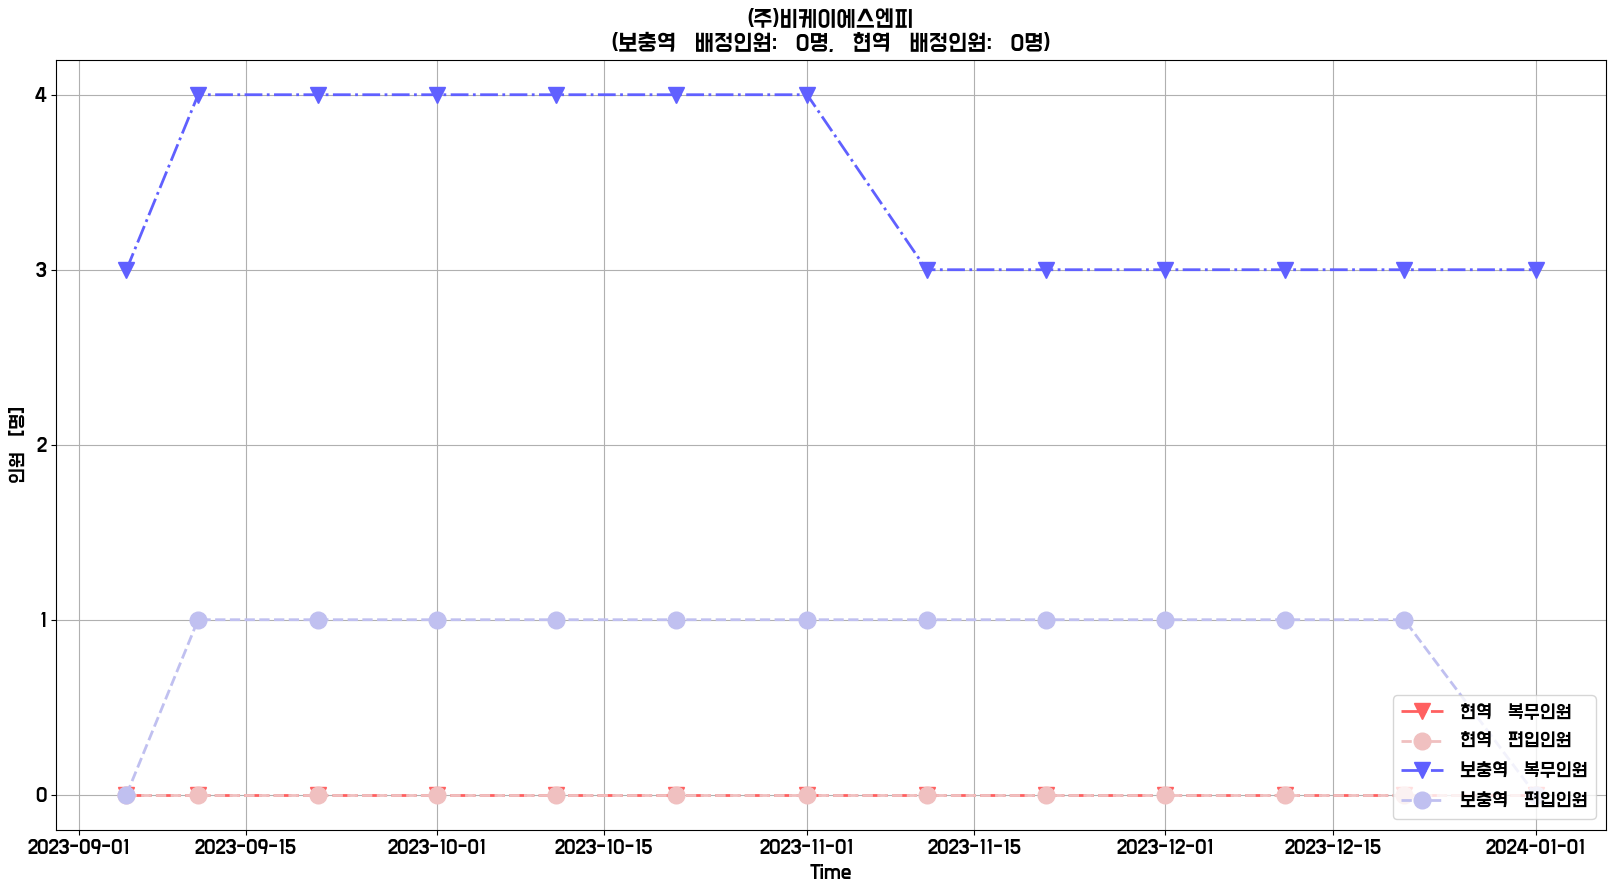 (주)비케이에스엔피
(보충역 배정인원: 0명, 현역 배정인원: 0명)
인원 [명]
4
3
2
1
0
현역 복무인원
현역 편입인원
보충역 복무인원
보충역 편입인원
2023-09-01 2023-09-15 2023-10-01 2023-10-15 2023-11-01 2023-11-15 2023-12-01 2023-12-15 2024-01-01
Time